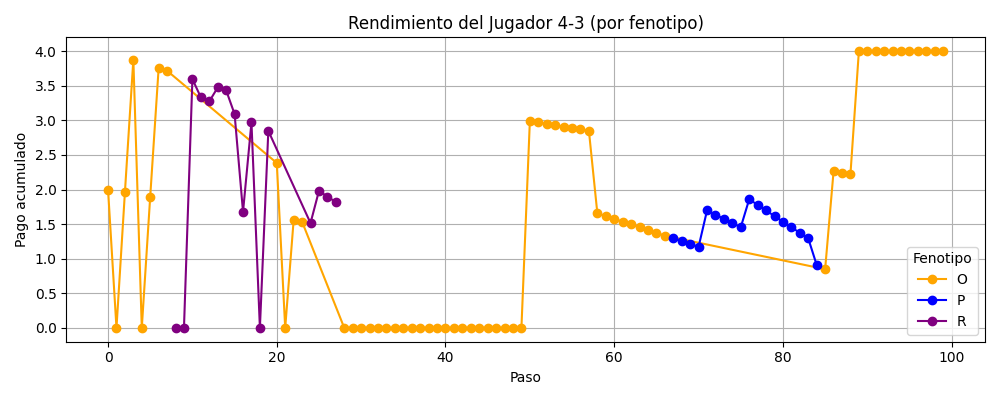 Rendimiento del Jugador 4-3 (por fenotipo)
Pago acumulado
4.0
3.5
3.0
2.5
2.0
1.5
1.0
0.5
0.0
Fenotipo
O
P
R
0 20 40 60 80 100
Paso